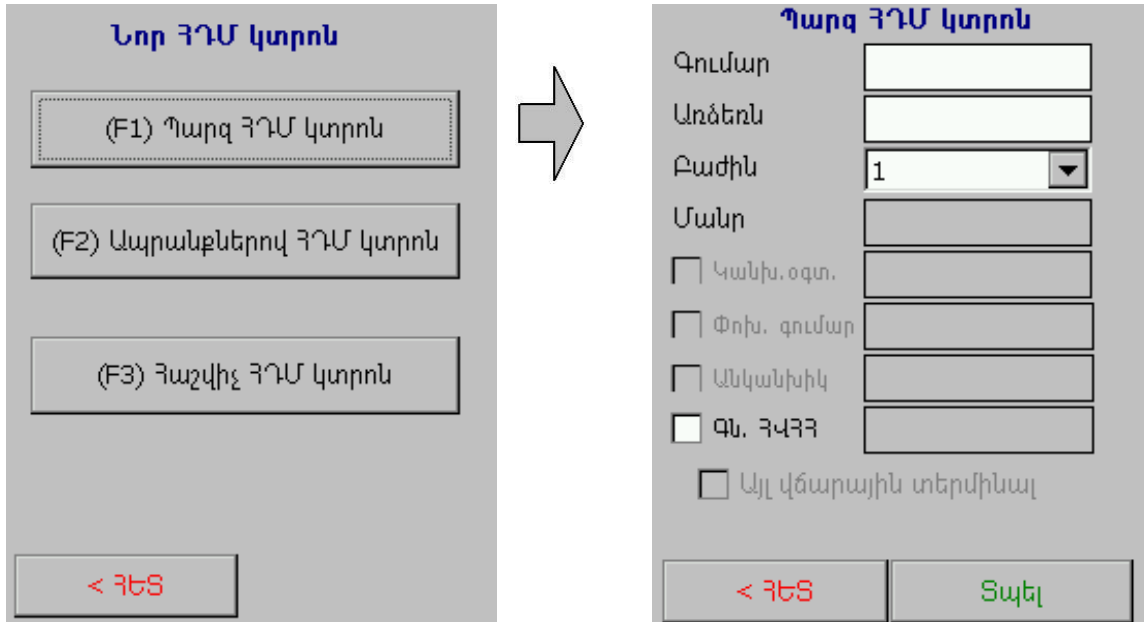 Նոր ՀԴՄ կտրոն
(F1) Պարզ ՀԴՄ կտրոն
(F2) Ապրանքներով ՀԴՄ կտրոն
(F3) Հաշվիչ ՀԴՄ կտրոն
< ՀԵՏ
Պարզ ՀԴՄ կտրոն
Գումար
Առձեռն
Բաժին 1
Մանր
Կանխ.օգտ.
Փոխ. գումար
Անկանխիկ
Գն. ՀՎՀՀ
Այլ վճարային տերմինալ
< ՀԵՏ Տպել